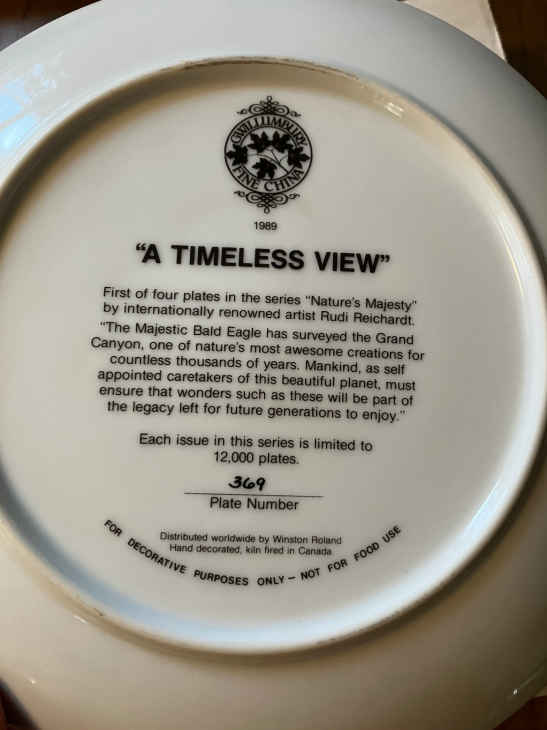 GWILLIMBURY
FINE CHINA
1989
“A TIMELESS VIEW”
First of four plates in the series "Nature's Majesty"
by internationally renowned artist Rudi Reichardt.
"The Majestic Bald Eagle has surveyed the Grand
Canyon, one of nature's most awesome creations for
countless thousands of years. Mankind, as self
appointed caretakers of this beautiful planet, must
ensure that wonders such as these will be part of
the legacy left for future generations to enjoy."
Each issue in this series is limited to
12,000 plates.
369
Plate Number
Distributed worldwide by Winston Roland
Hand decorated, kiln fired in Canada
FOR DECORATIVE PURPOSES ONLY – NOT FOR FOOD USE